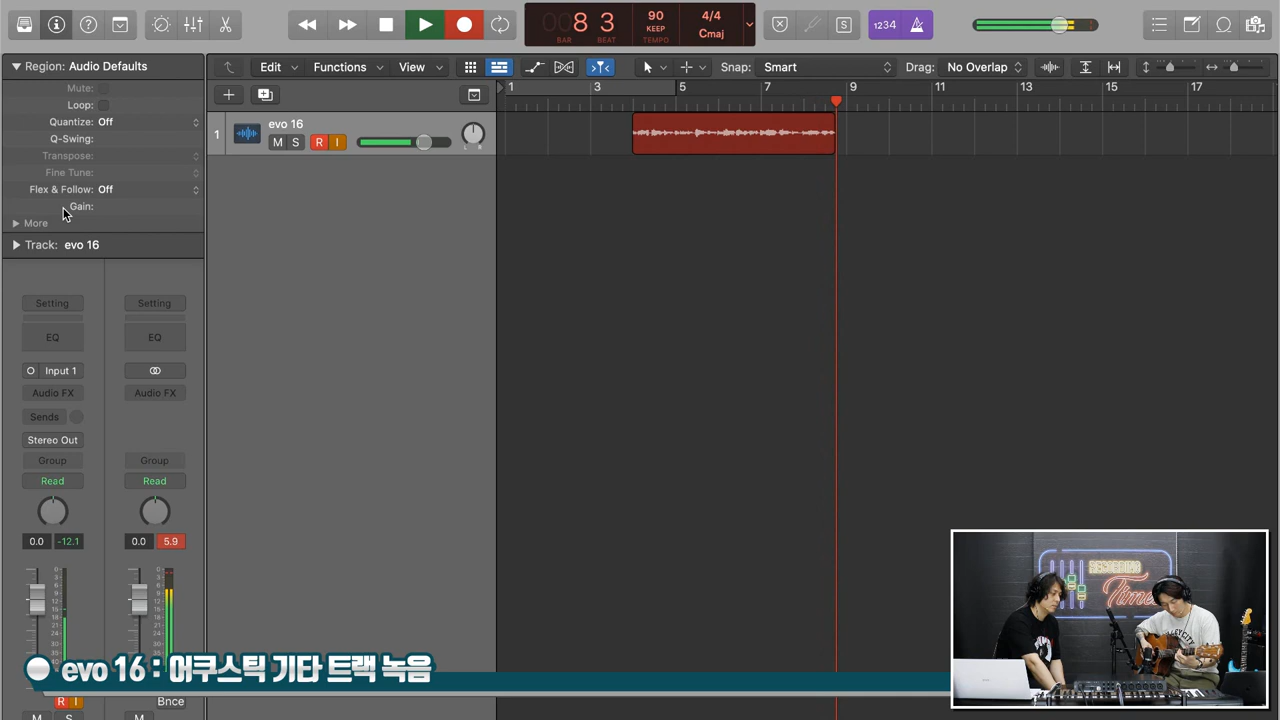 8 3
BAR BEAT
90
KEEP
TEMPO
4/4
Cmaj
S
1234
Region: Audio Defaults
Mute:
Loop:
Quantize: Off
Q-Swing:
Transpose:
Fine Tune:
Flex & Follow: Off
Gain:
More
Track: evo 16
Edit
Functions
View
Snap: Smart
Drag: No Overlap
1 3 5 7 9 11 13 15 17
1
evo 16
M S R I
L R
Setting Setting
EQ EQ
Input 1
Audio FX Audio FX
Sends
Stereo Out
Group Group
Read Read
0.0 -12.1 0.0 5.9
evo 16 : 어쿠스틱 기타 트랙 녹음
R I
Bnce
M S M
RECORDING
Time